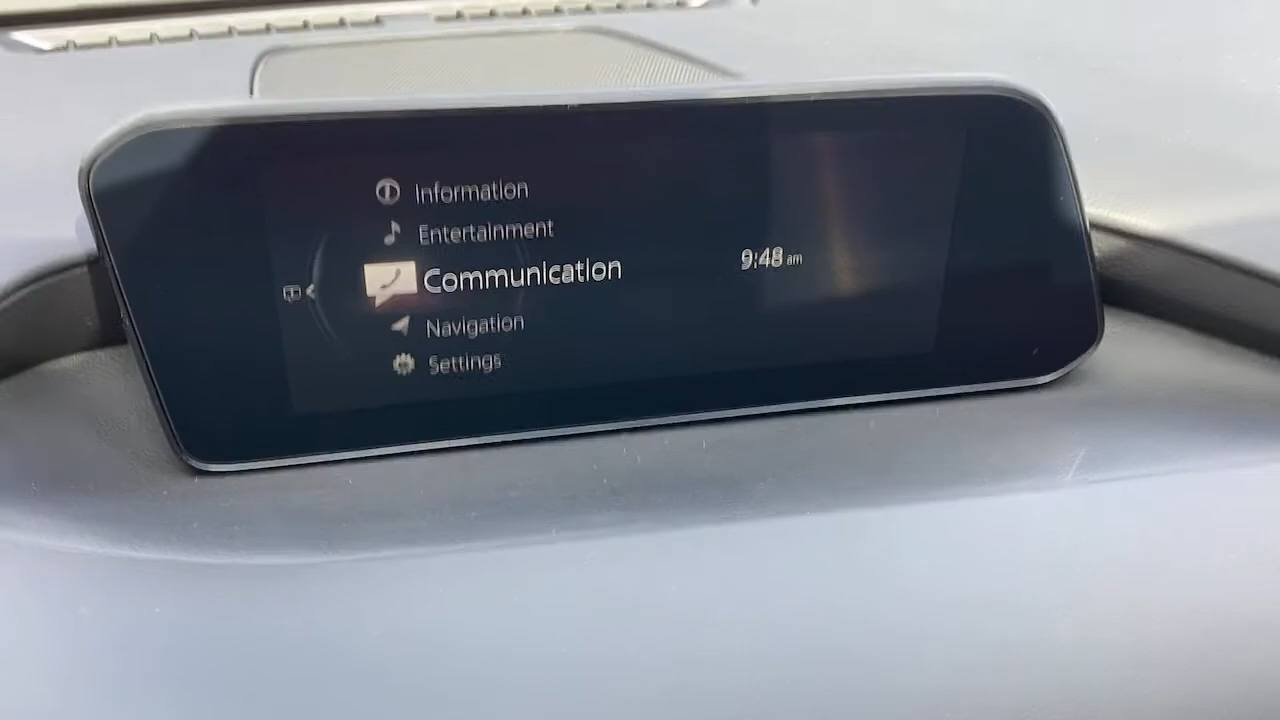 Information
Entertainment
Communication
9:48 am
Navigation
Settings